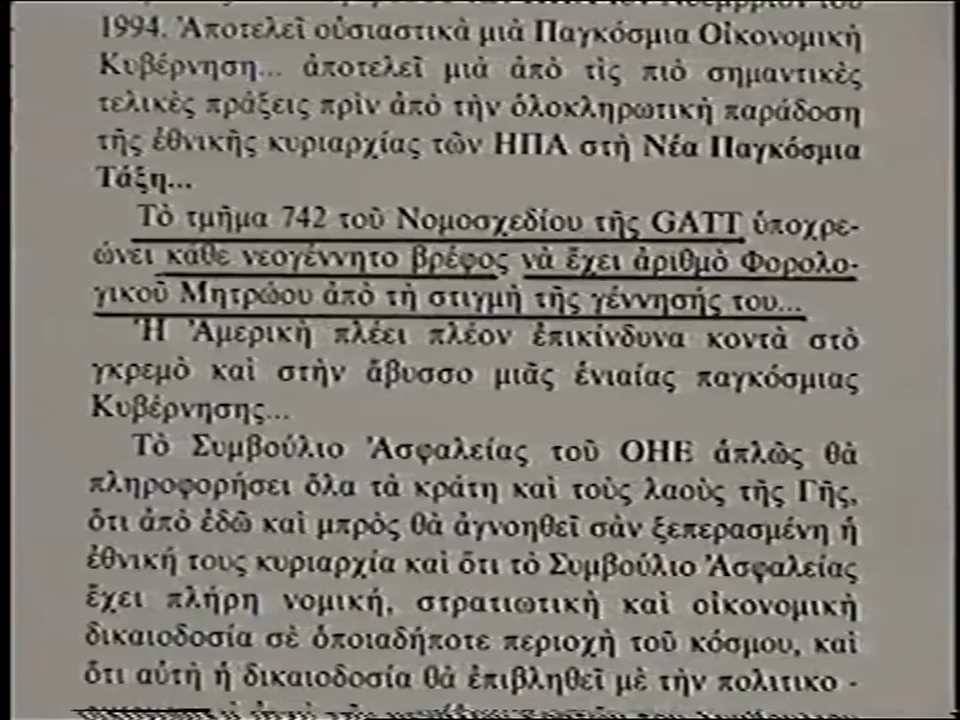 1994. Ἀποτελεῖ οὐσιαστικὰ μιὰ Παγκόσμια Οἰκονομικὴ
Κυβέρνηση... ἀποτελεῖ μιὰ ἀπὸ τὶς πιὸ σημαντικὲς
τελικὲς πράξεις πρὶν ἀπὸ τὴν ὁλοκληρωτικὴ παράδοση
τῆς ἐθνικῆς κυριαρχίας τῶν ΗΠΑ στὴ Νέα Παγκόσμια
Τάξη...
Τὸ τμῆμα 742 τοῦ Νομοσχεδίου τῆς GATT ὑποχρε-
ώνει κάθε νεογέννητο βρέφος νὰ ἔχει ἀριθμὸ Φορολο-
γικοῦ Μητρώου ἀπὸ τὴ στιγμὴ τῆς γέννησής του...
Ἡ Ἀμερικὴ πλέει πλέον ἐπικίνδυνα κοντὰ στὸ
γκρεμὸ καὶ στὴν ἄβυσσο μιᾶς ἑνιαίας παγκόσμιας
Κυβέρνησης...
Τὸ Συμβούλιο Ἀσφαλείας τοῦ ΟΗΕ ἁπλῶς θὰ
πληροφορήσει ὅλα τὰ κράτη καὶ τοὺς λαοὺς τῆς Γῆς,
ὅτι ἀπὸ ἐδῶ καὶ μπρὸς θὰ ἀγνοηθεῖ σὰν ξεπερασμένη ἡ
ἐθνική τους κυριαρχία καὶ ὅτι τὸ Συμβούλιο Ἀσφαλείας
ἔχει πλήρη νομική, στρατιωτικὴ καὶ οἰκονομικὴ
δικαιοδοσία σὲ ὁποιαδήποτε περιοχὴ τοῦ κόσμου, καὶ
ὅτι αὐτὴ ἡ δικαιοδοσία θὰ ἐπιβληθεῖ μὲ τὴν πολιτικο -